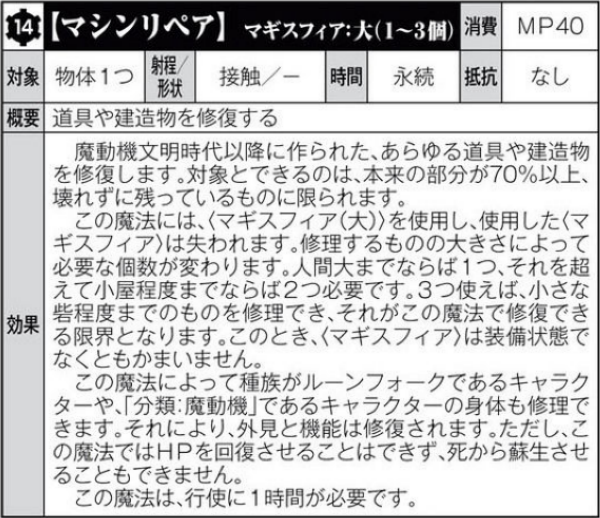 14 【マシンリペア】 マギスフィア：大（1～3個） 消費 MP40
対象 物体1つ 射程／形状 接触／－ 時間 永続 抵抗 なし
概要 道具や建造物を修復する
効果
魔動機文明時代以降に作られた、あらゆる道具や建造物
を修復します。対象とできるのは、本来の部分が70％以上、
壊れずに残っているものに限られます。
この魔法には、〈マギスフィア（大）〉を使用し、使用した〈マ
ギスフィア〉は失われます。修理するものの大きさによって
必要な個数が変わります。人間大までならば1つ、それを超
えて小屋程度までならば2つ必要です。3つ使えば、小さな
砦程度までのものを修理でき、それがこの魔法で修復でき
る限界となります。このとき、〈マギスフィア〉は装備状態で
なくともかまいません。
この魔法によって種族がルーンフォークであるキャラク
ターや、「分類：魔動機」であるキャラクターの身体も修理で
きます。それにより、外見と機能は修復されます。ただし、こ
の魔法ではHPを回復させることはできず、死から蘇生させ
ることもできません。
この魔法は、行使に1時間が必要です。